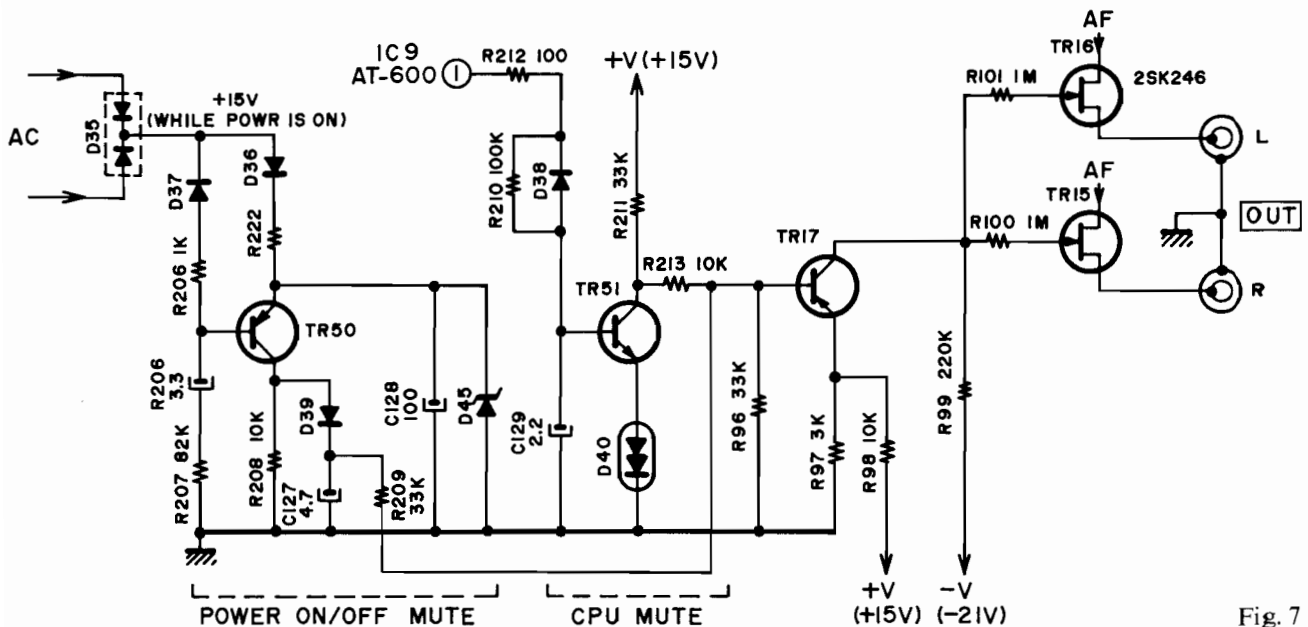 AC
D35
+15V
(WHILE POWR IS ON)
D37
D36
R222
R206 1K
TR50
R206
3.3
R207 82K
R208 10K
D39
C127
4.7
R209
33K
C128
100
D45
POWER ON/OFF MUTE
IC9
AT-600 1
R212 100
R210 100K
D38
+V(+15V)
R211 33K
R213 10K
TR51
C129
2.2
D40
CPU MUTE
TR17
R96 33K
R97 3K
R98 10K
R99 220K
+V
(+15V)
-V
(-21V)
AF
TR16
2SK246
R101 1M
L
AF
TR15
R100 1M
OUT
R
Fig. 7